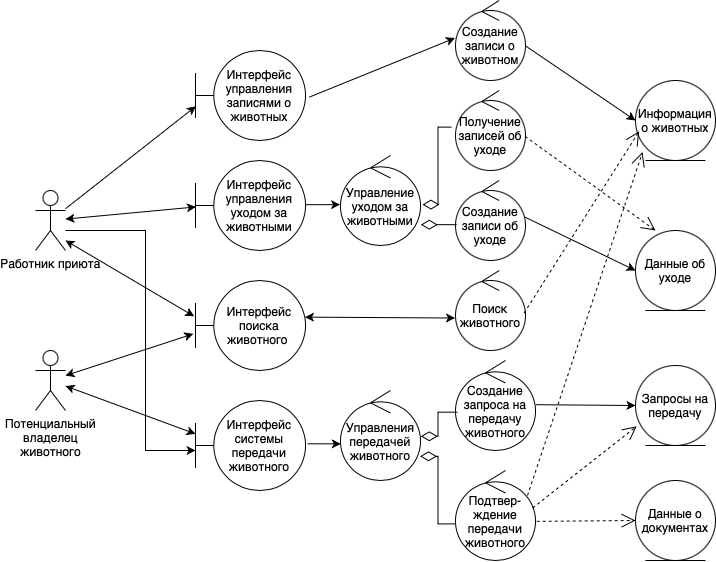 Создание
записи о
животном
Интерфейс
управления
записями о
животных
Информация
о животных
Получение
записей об
уходе
Интерфейс
управления
уходом за
животными
Управление
уходом за
животными
Создание
записи об
уходе
Работник приюта
Данные об
уходе
Интерфейс
поиска
животного
Поиск
животного
Потенциальный
владелец
животного
Интерфейс
системы
передачи
животного
Управления
передачей
животного
Создание
запроса на
передачу
животного
Запросы на
передачу
Подтвер-
ждение
передачи
животного
Данные о
документах